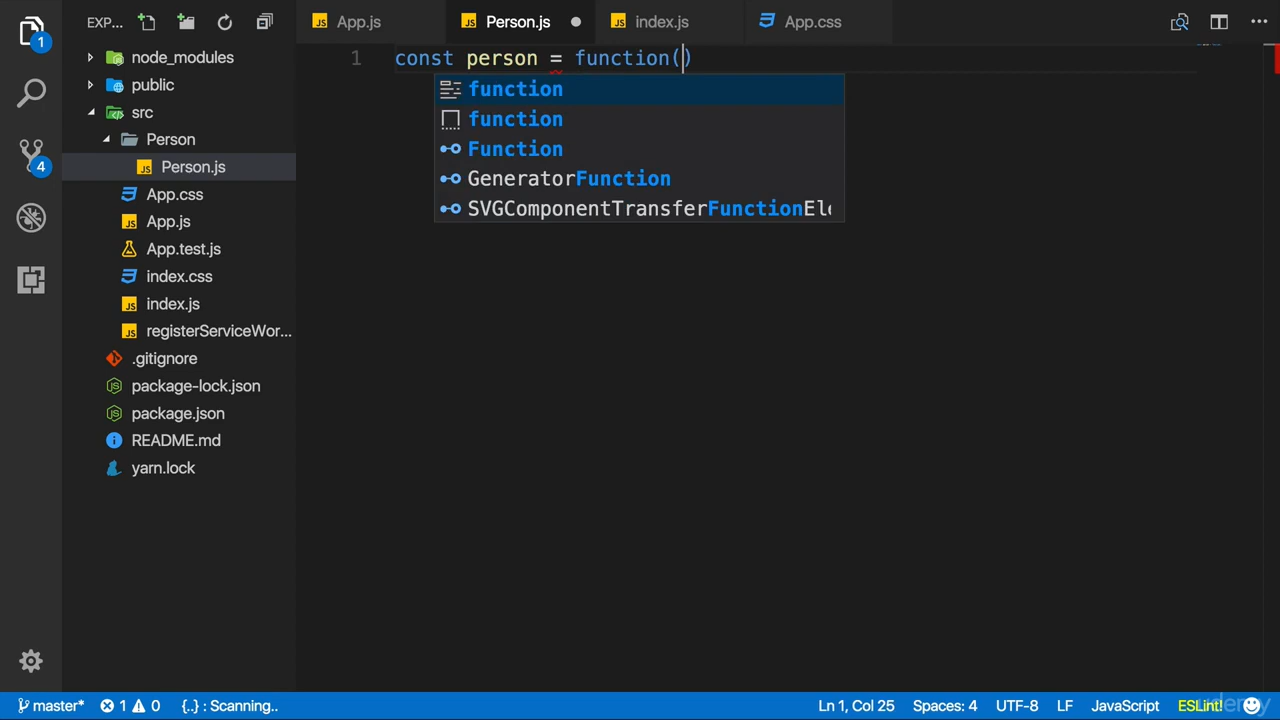 EXP...
App.js
Person.js
index.js
App.css
1
node_modules
public
src
Person
Person.js
App.css
App.js
App.test.js
index.css
index.js
registerServiceWor...
.gitignore
package-lock.json
package.json
README.md
yarn.lock
4
1 const person = function()
function
function
Function
GeneratorFunction
SVGComponentTransferFunctionEle
master* 1 0 {..} : Scanning.. Ln 1, Col 25 Spaces: 4 UTF-8 LF JavaScript ESLint!
udemy